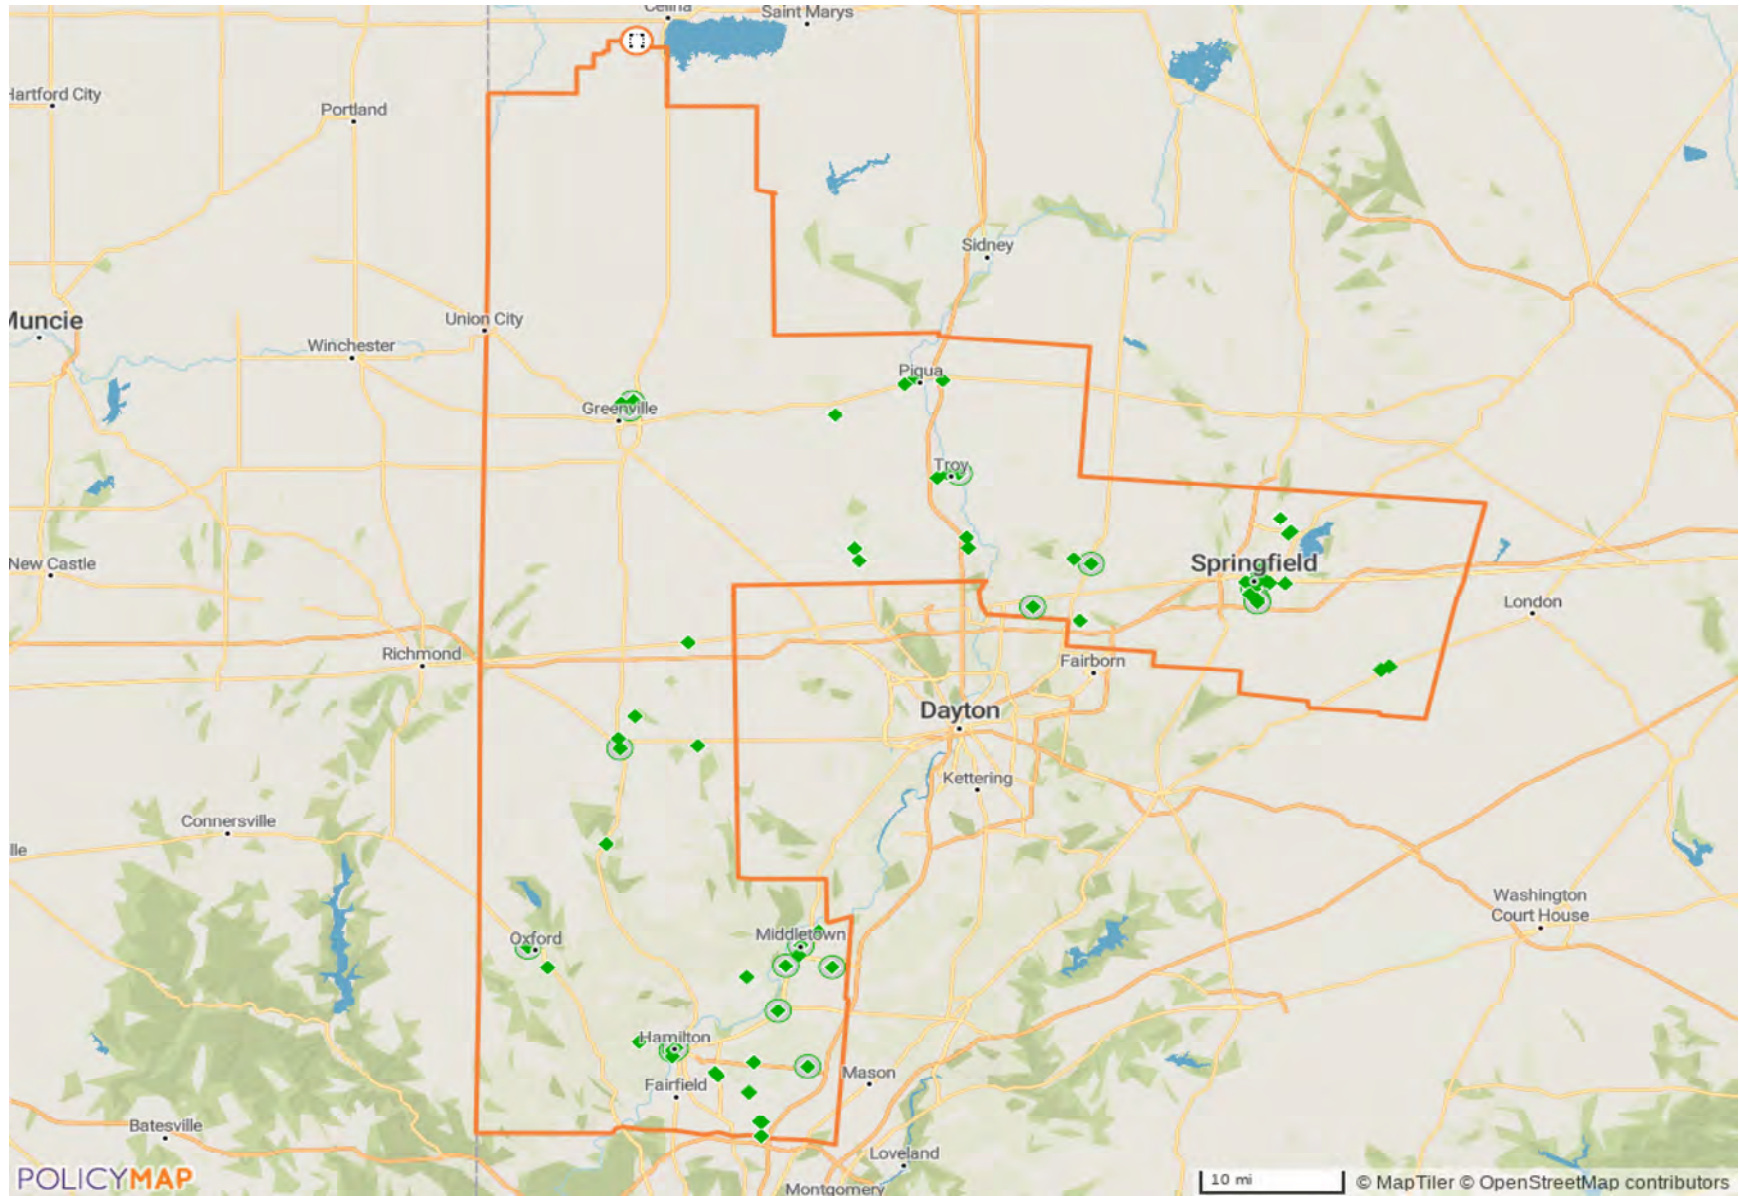 Celina
Saint Marys
Hartford City
Portland
Sidney
Muncie
Union City
Winchester
Piqua
Greenville
Troy
New Castle
Springfield
London
Richmond
Fairborn
Dayton
Kettering
Connersville
lle
Washington
Court House
Oxford
Middletown
Hamilton
Fairfield
Mason
Batesville
Loveland
Montgomery
POLICYMAP
10 mi
© MapTiler © OpenStreetMap contributors